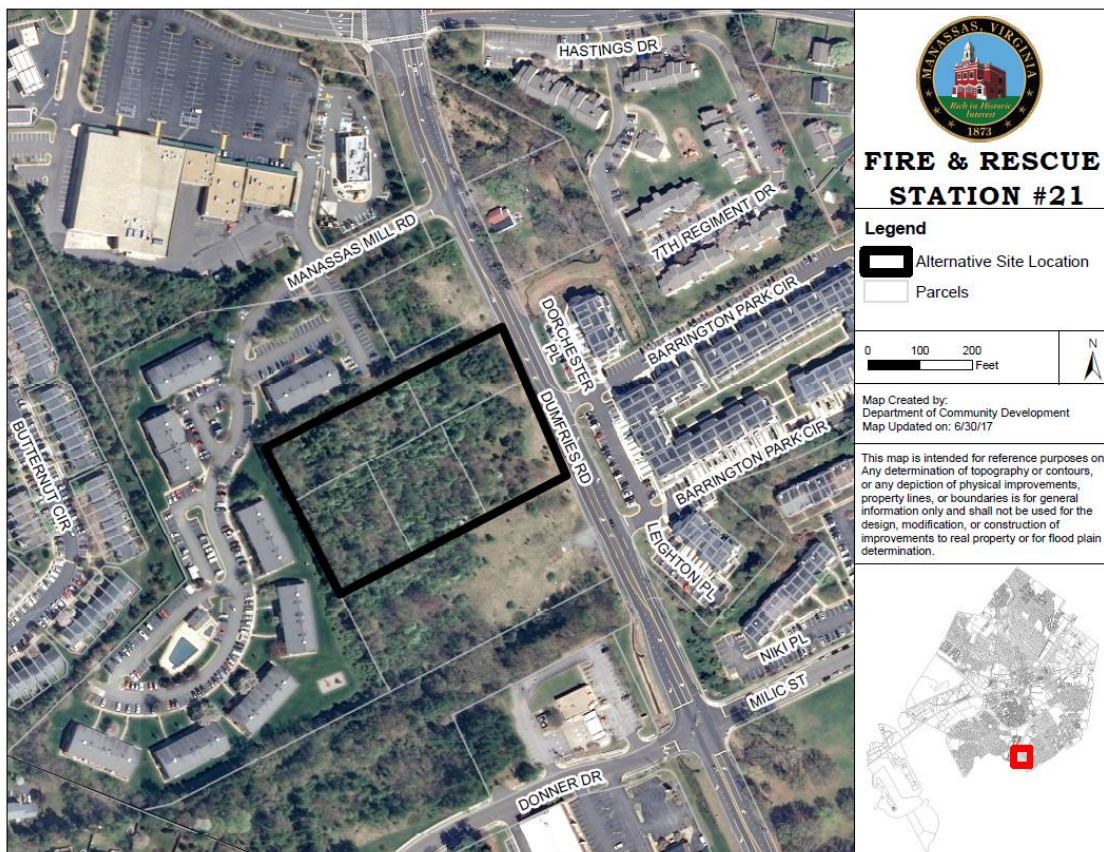 HASTINGS DR
7TH REGIMENT DR
MANASSAS MILL RD
DORCHESTER
PL
BARRINGTON PARK CIR
DUMFRIES RD
BARRINGTON PARK CIR
BUTTERNUT CIR
LEIGHTON PL
NIKI PL
MILIC ST
DONNER DR
MANASSAS, VIRGINIA
Rich in Historic
Interest
1873
FIRE & RESCUE
STATION #21
Legend
Alternative Site Location
Parcels
0 100 200
Feet
N
Map Created by:
Department of Community Development
Map Updated on: 6/30/17
This map is intended for reference purposes on
Any determination of topography or contours,
or any depiction of physical improvements,
property lines, or boundaries is for general
information only and shall not be used for the
design, modification, or construction of
improvements to real property or for flood plain
determination.